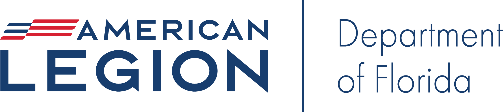 AMERICAN
LEGION
Department
of Florida